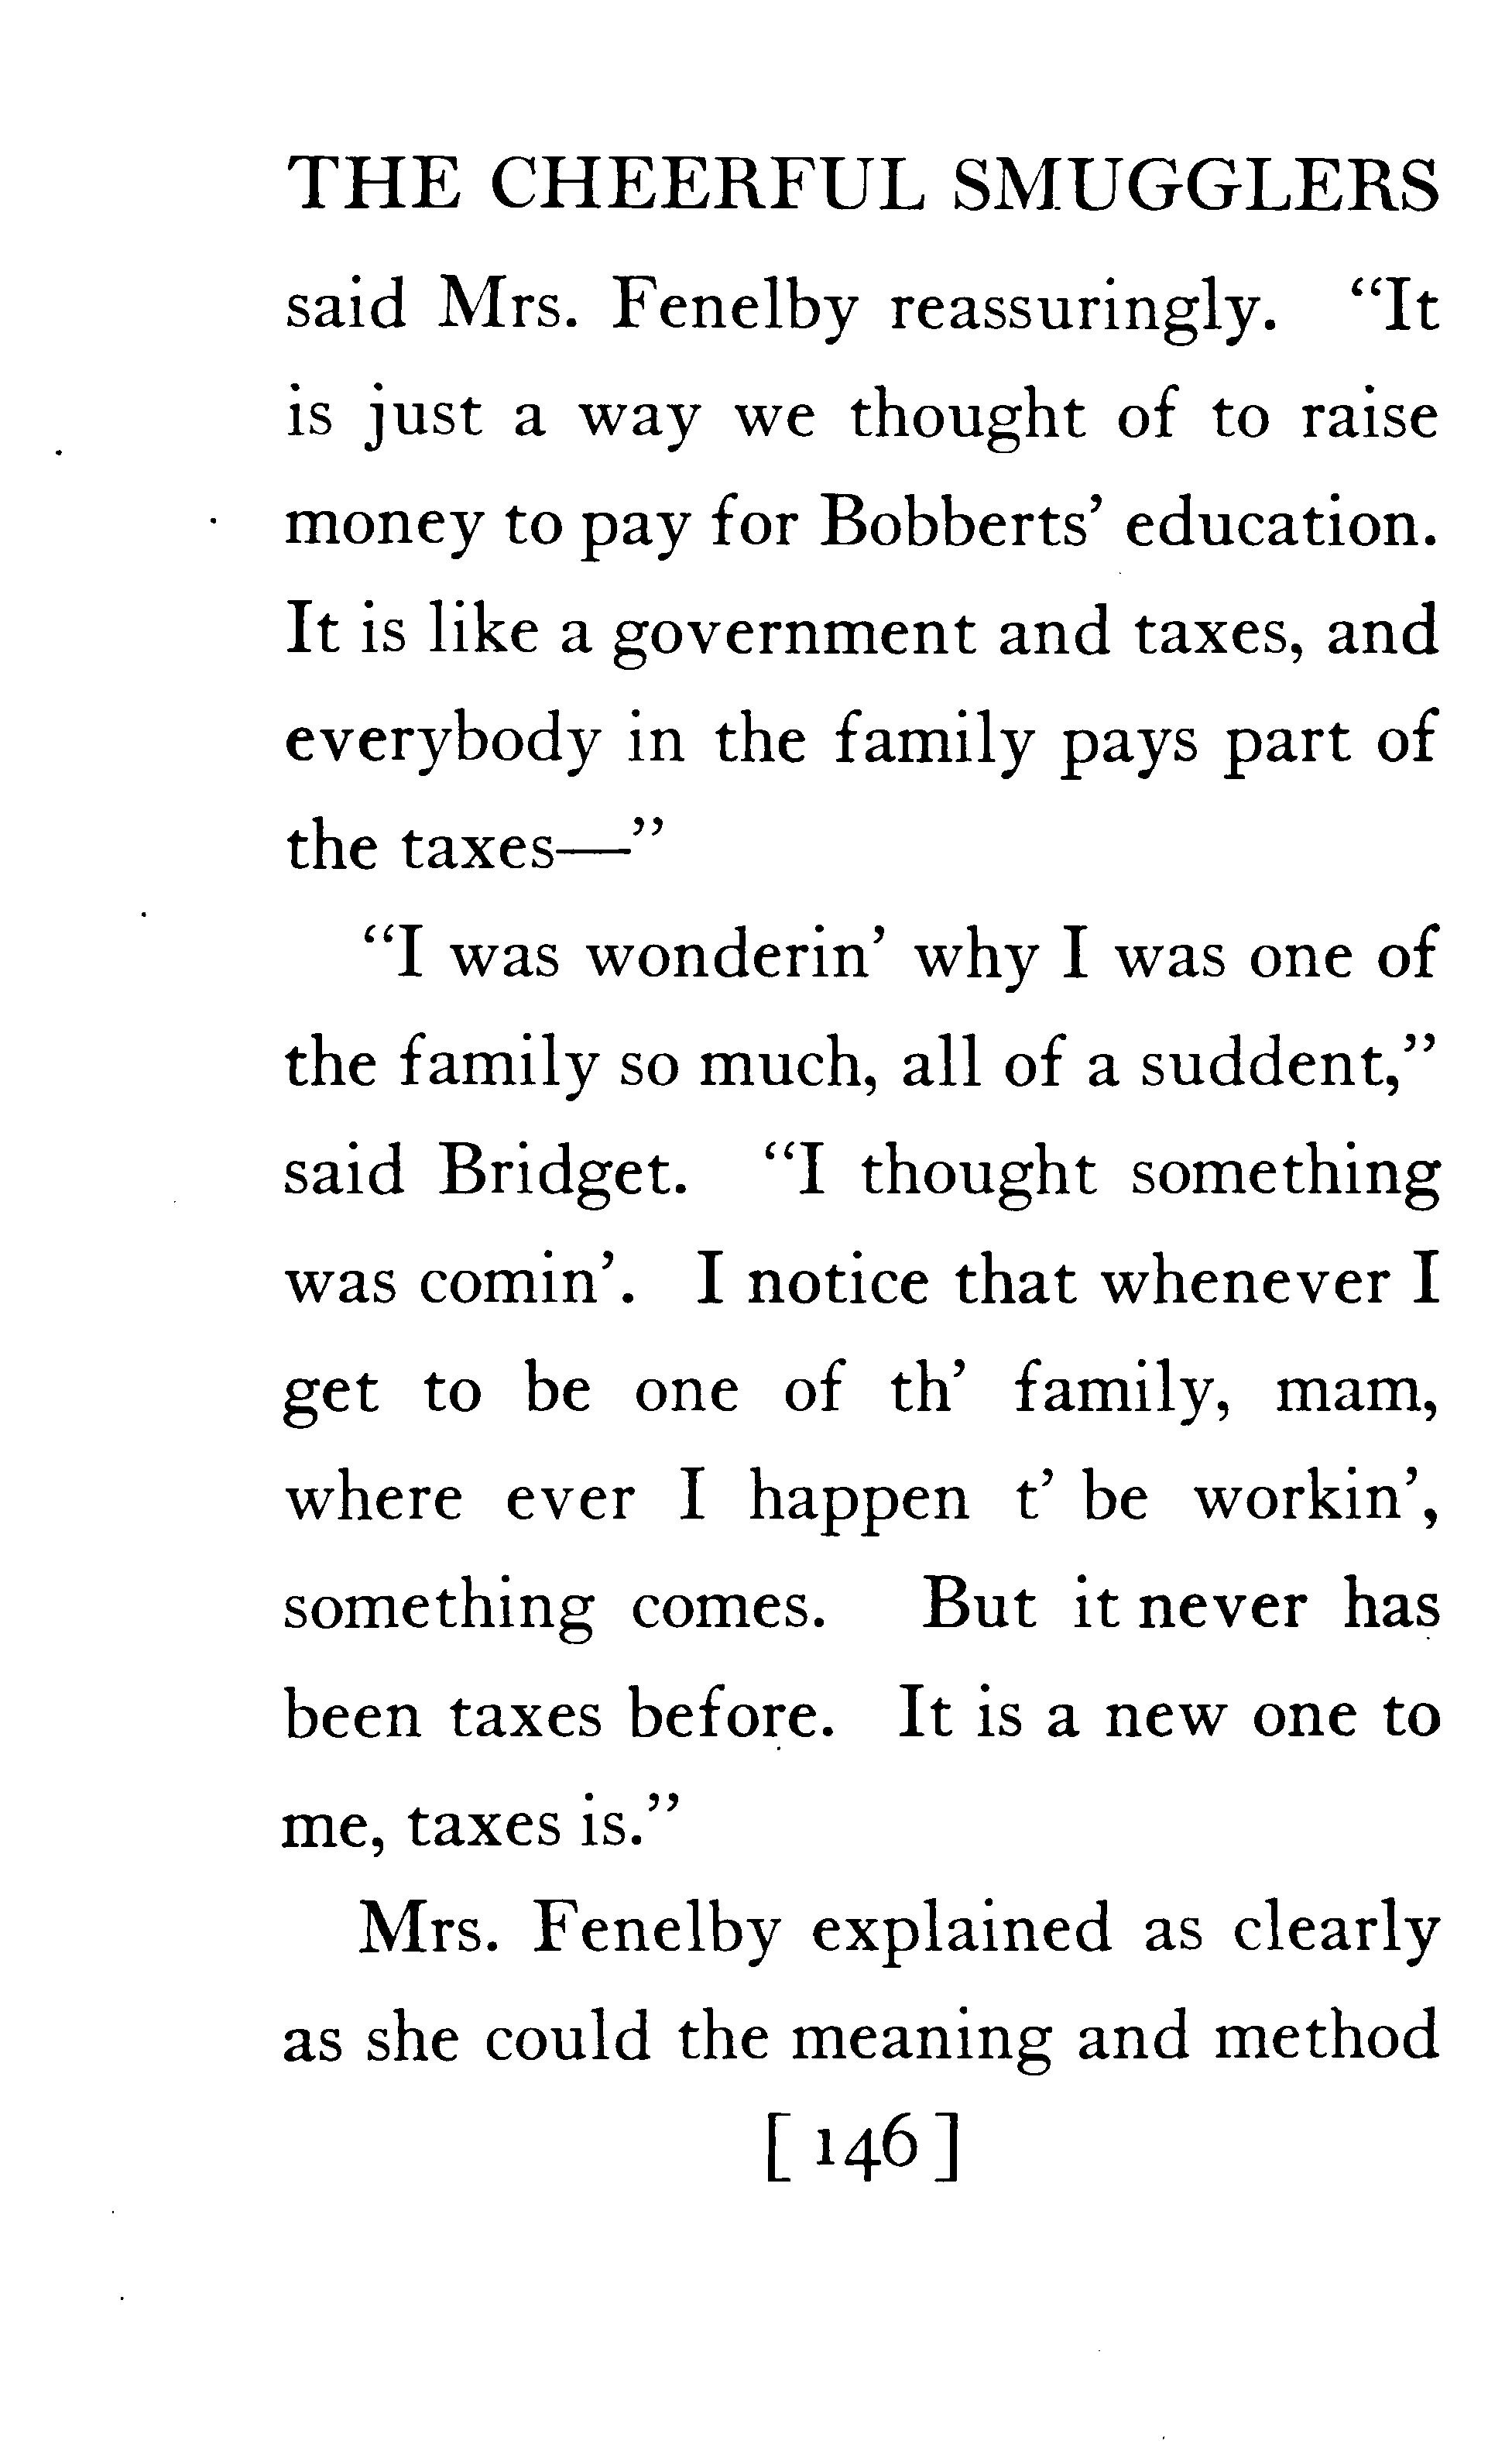 THE CHEERFUL SMUGGLERS
said Mrs. Fenelby reassuringly. “It
is just a way we thought of to raise
money to pay for Bobberts’ education.
It is like a government and taxes, and
everybody in the family pays part of
the taxes—”
“I was wonderin’ why I was one of
the family so much, all of a suddent,”
said Bridget. “I thought something
was comin’. I notice that whenever I
get to be one of th’ family, mam,
where ever I happen t’ be workin’,
something comes. But it never has
been taxes before. It is a new one to
me, taxes is.”
Mrs. Fenelby explained as clearly
as she could the meaning and method
[ 146 ]